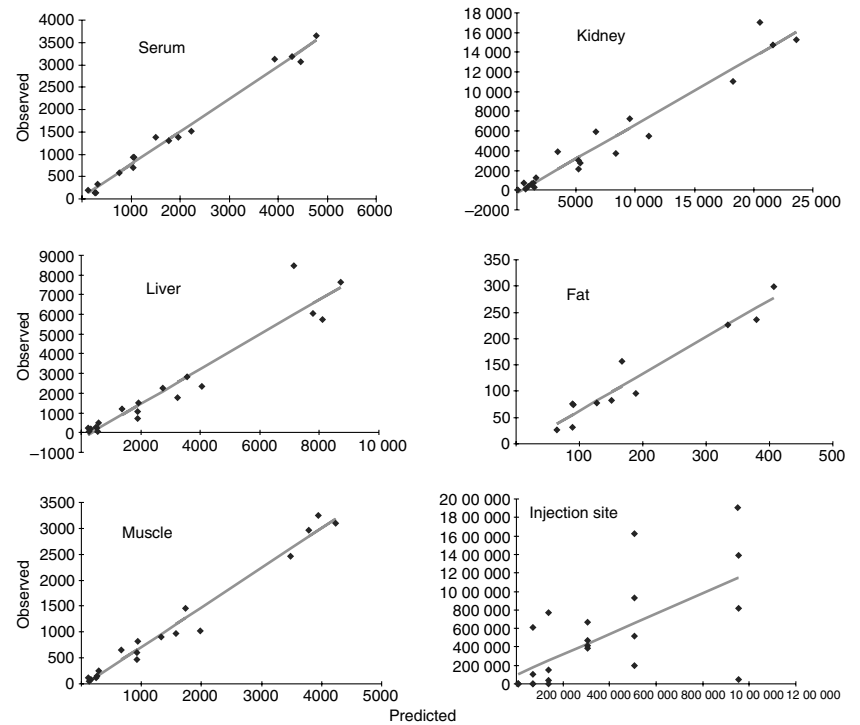 Serum
Observed
4000
3500
3000
2500
2000
1500
1000
500
0
1000 2000 3000 4000 5000 6000
Kidney
18 000
16 000
14 000
12 000
10 000
8000
6000
4000
2000
0
−2000
5000 10 000 15 000 20 000 25 000
Liver
Observed
9000
8000
7000
6000
5000
4000
3000
2000
1000
0
−1000
2000 4000 6000 8000 10 000
Fat
350
300
250
200
150
100
50
0
100 200 300 400 500
Muscle
Observed
3500
3000
2500
2000
1500
1000
500
0
1000 2000 3000 4000 5000
Injection site
20 00 000
18 00 000
16 00 000
14 00 000
12 00 000
10 00 000
800 000
600 000
400 000
200 000
0
200 000 400 000 600 000 800 000 10 00 000 12 00 000
Predicted